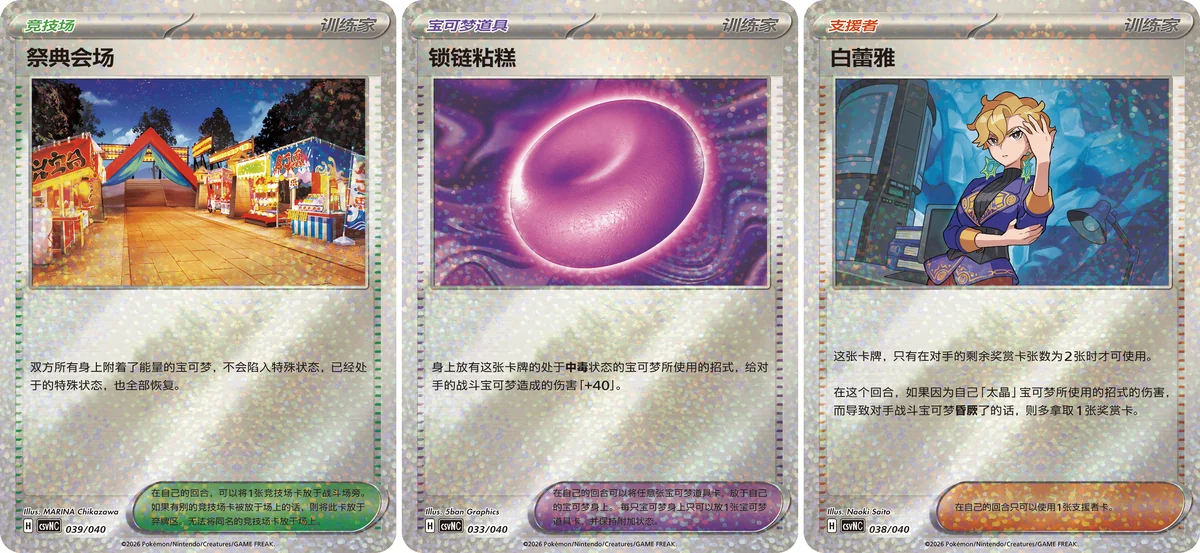 竞技场
训练家
祭典会场
双方所有身上附着了能量的宝可梦，不会陷入特殊状态，已经处
于的特殊状态，也全部恢复。
在自己的回合，可以将1张竞技场卡放于战斗场旁。
如果有别的竞技场卡被放于场上的话，则将此卡放于
弃牌区。无法将同名的竞技场卡放于场上。
Illus. MARINA Chikazawa
H csvNC 039/040
©2026 Pokémon/Nintendo/Creatures/GAME FREAK.
宝可梦道具
训练家
锁链粘糕
身上放有这张卡牌的处于中毒状态的宝可梦所使用的招式，给对
手的战斗宝可梦造成的伤害「+40」。
在自己的回合可以将任意张宝可梦道具卡，放于自己
的宝可梦身上。每只宝可梦身上只可以放1张宝可梦
道具卡，并保持附加状态。
Illus. 5ban Graphics
H csvNC 033/040
©2026 Pokémon/Nintendo/Creatures/GAME FREAK.
支援者
训练家
白蕾雅
这张卡牌，只有在对手的剩余奖赏卡张数为2张时才可使用。
在这个回合，如果因为自己「太晶」宝可梦所使用的招式的伤害，
而导致对手战斗宝可梦昏厥了的话，则多拿取1张奖赏卡。
在自己的回合只可以使用1张支援者卡。
Illus. Naoki Saito
H csvNC 038/040
©2026 Pokémon/Nintendo/Creatures/GAME FREAK.